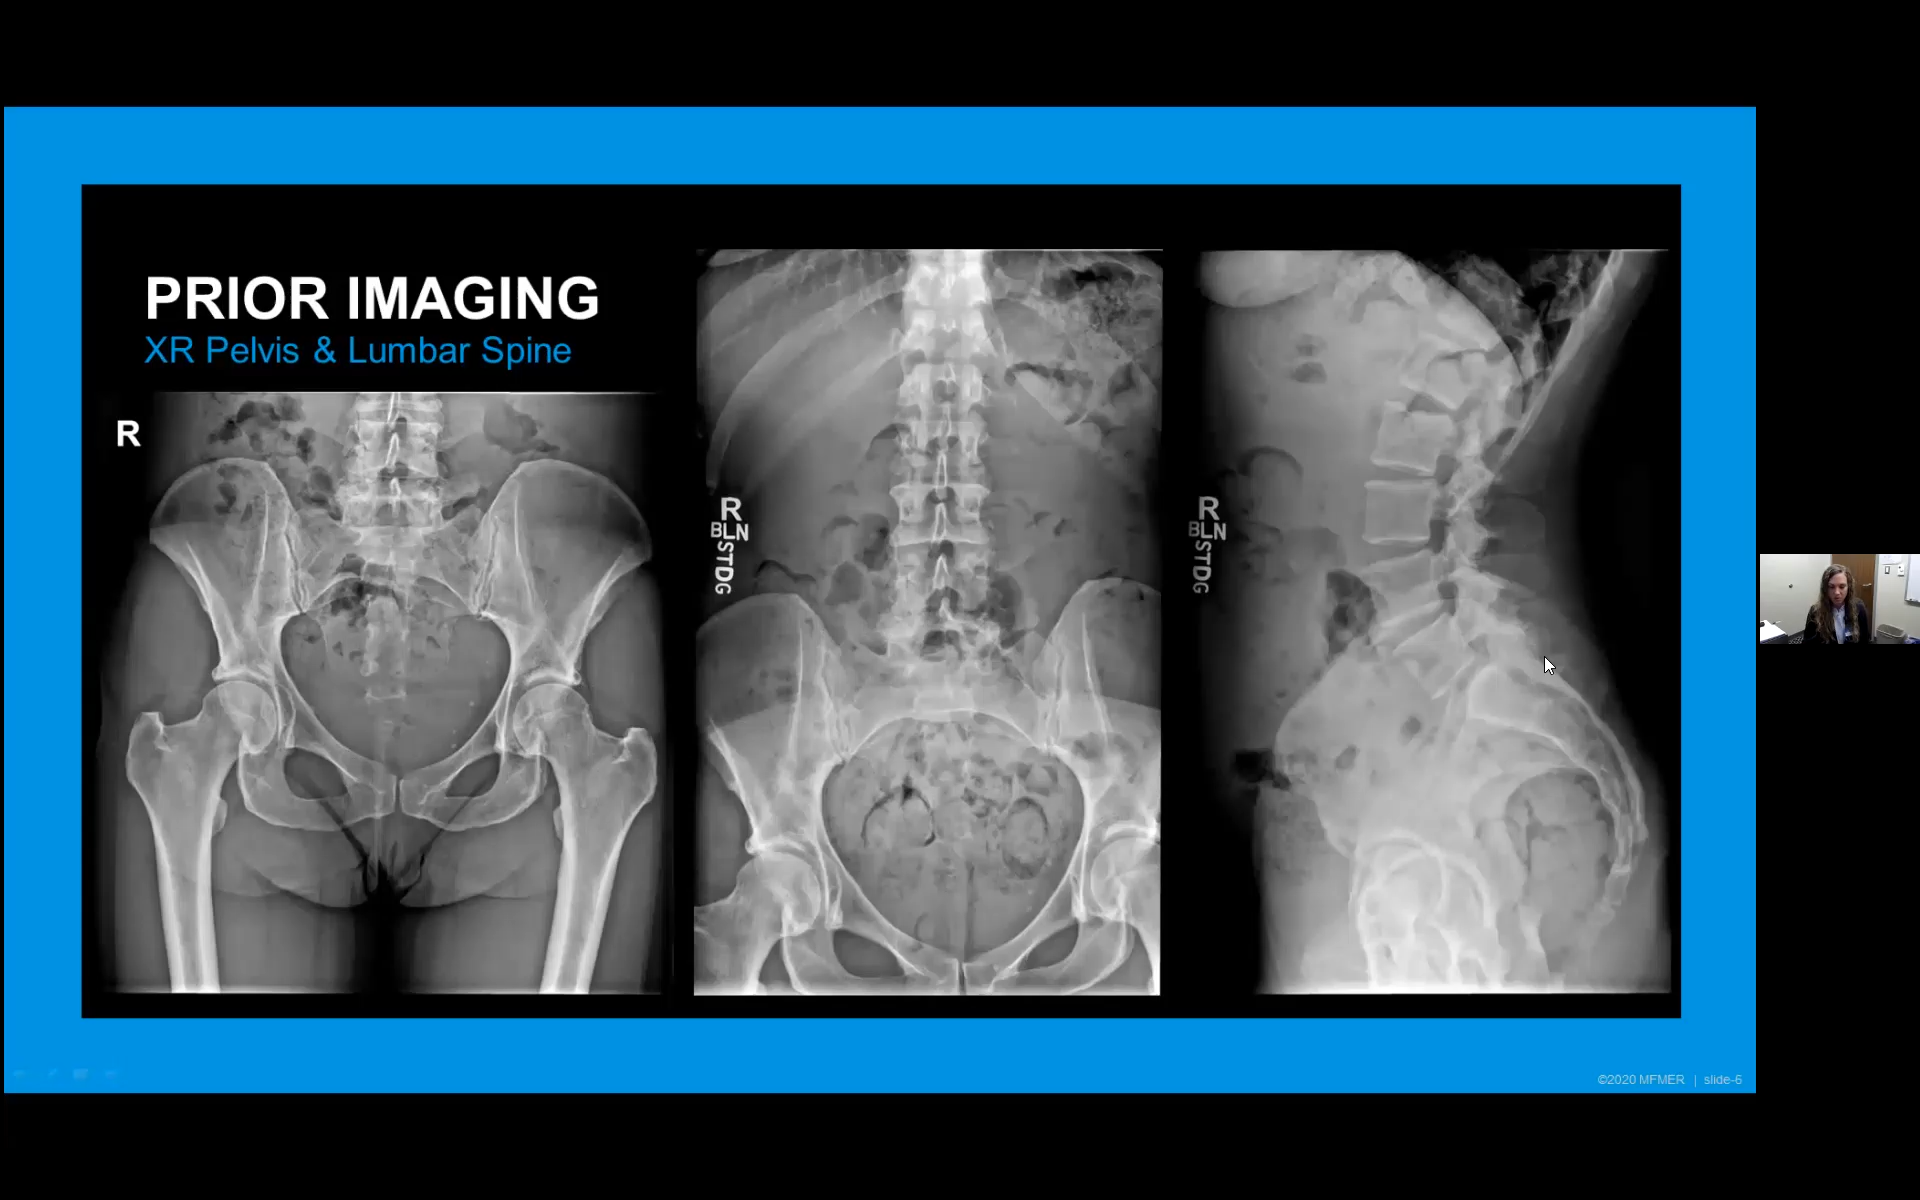 PRIOR IMAGING
XR Pelvis & Lumbar Spine
R
R
BLN
STDG
R
BLN
STDG
©2020 MFMER | slide-6